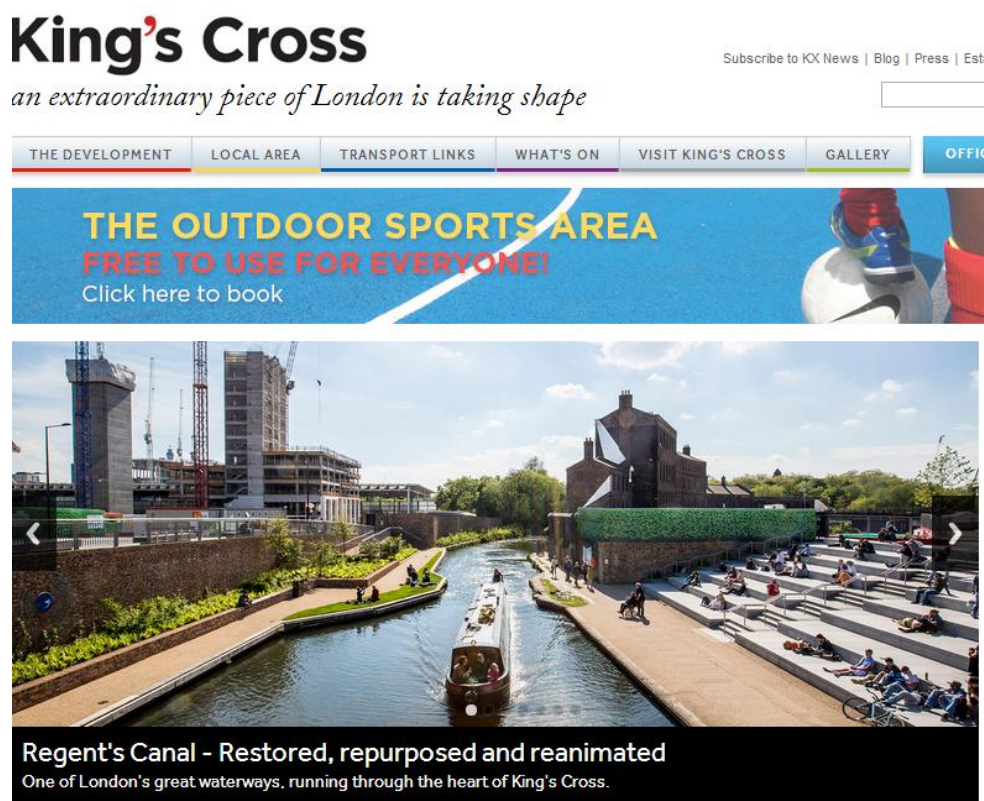 King's Cross
Subscribe to KX News | Blog | Press |
an extraordinary piece of London is taking shape
THE DEVELOPMENT LOCAL AREA TRANSPORT LINKS WHAT'S ON VISIT KING'S CROSS GALLERY
THE OUTDOOR SPORTS AREA
FREE TO USE FOR EVERYONE!
Click here to book
Regent's Canal - Restored, repurposed and reanimated
One of London's great waterways, running through the heart of King's Cross.